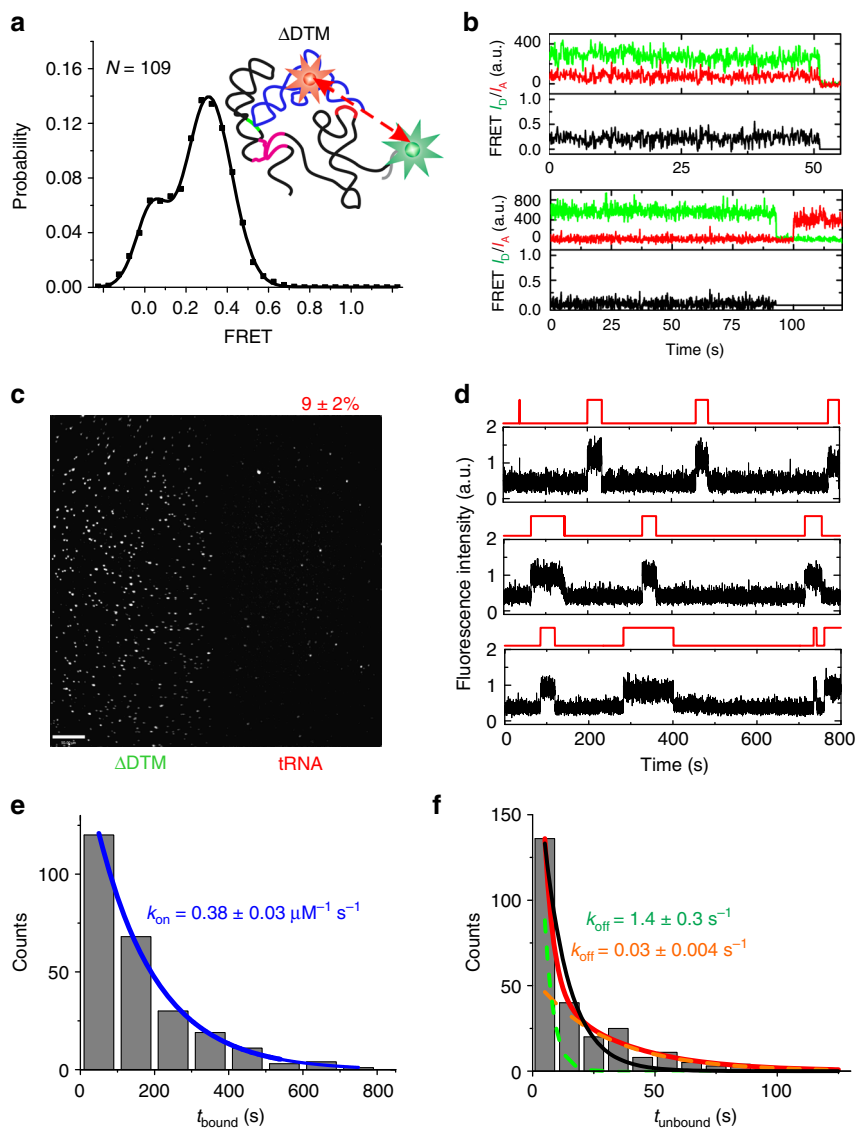 a
ΔDTM
N = 109
0.16
0.12
0.08
0.04
0.00
Probability
0.0 0.2 0.4 0.6 0.8 1.0
FRET
b
400
0
1.0
0.5
0.0
FRET I_D/I_A (a.u.)
0 25 50
800
400
0
1.0
0.5
0.0
FRET I_D/I_A (a.u.)
0 25 50 75 100
Time (s)
c
9 ± 2%
ΔDTM tRNA
d
2
1
0
2
1
0
2
1
0
Fluorescence intensity (a.u.)
0 200 400 600 800
Time (s)
e
100
50
0
Counts
k_on = 0.38 ± 0.03 μM⁻¹ s⁻¹
0 200 400 600 800
t_bound (s)
f
150
100
50
0
Counts
k_off = 1.4 ± 0.3 s⁻¹
k_off = 0.03 ± 0.004 s⁻¹
0 50 100
t_unbound (s)